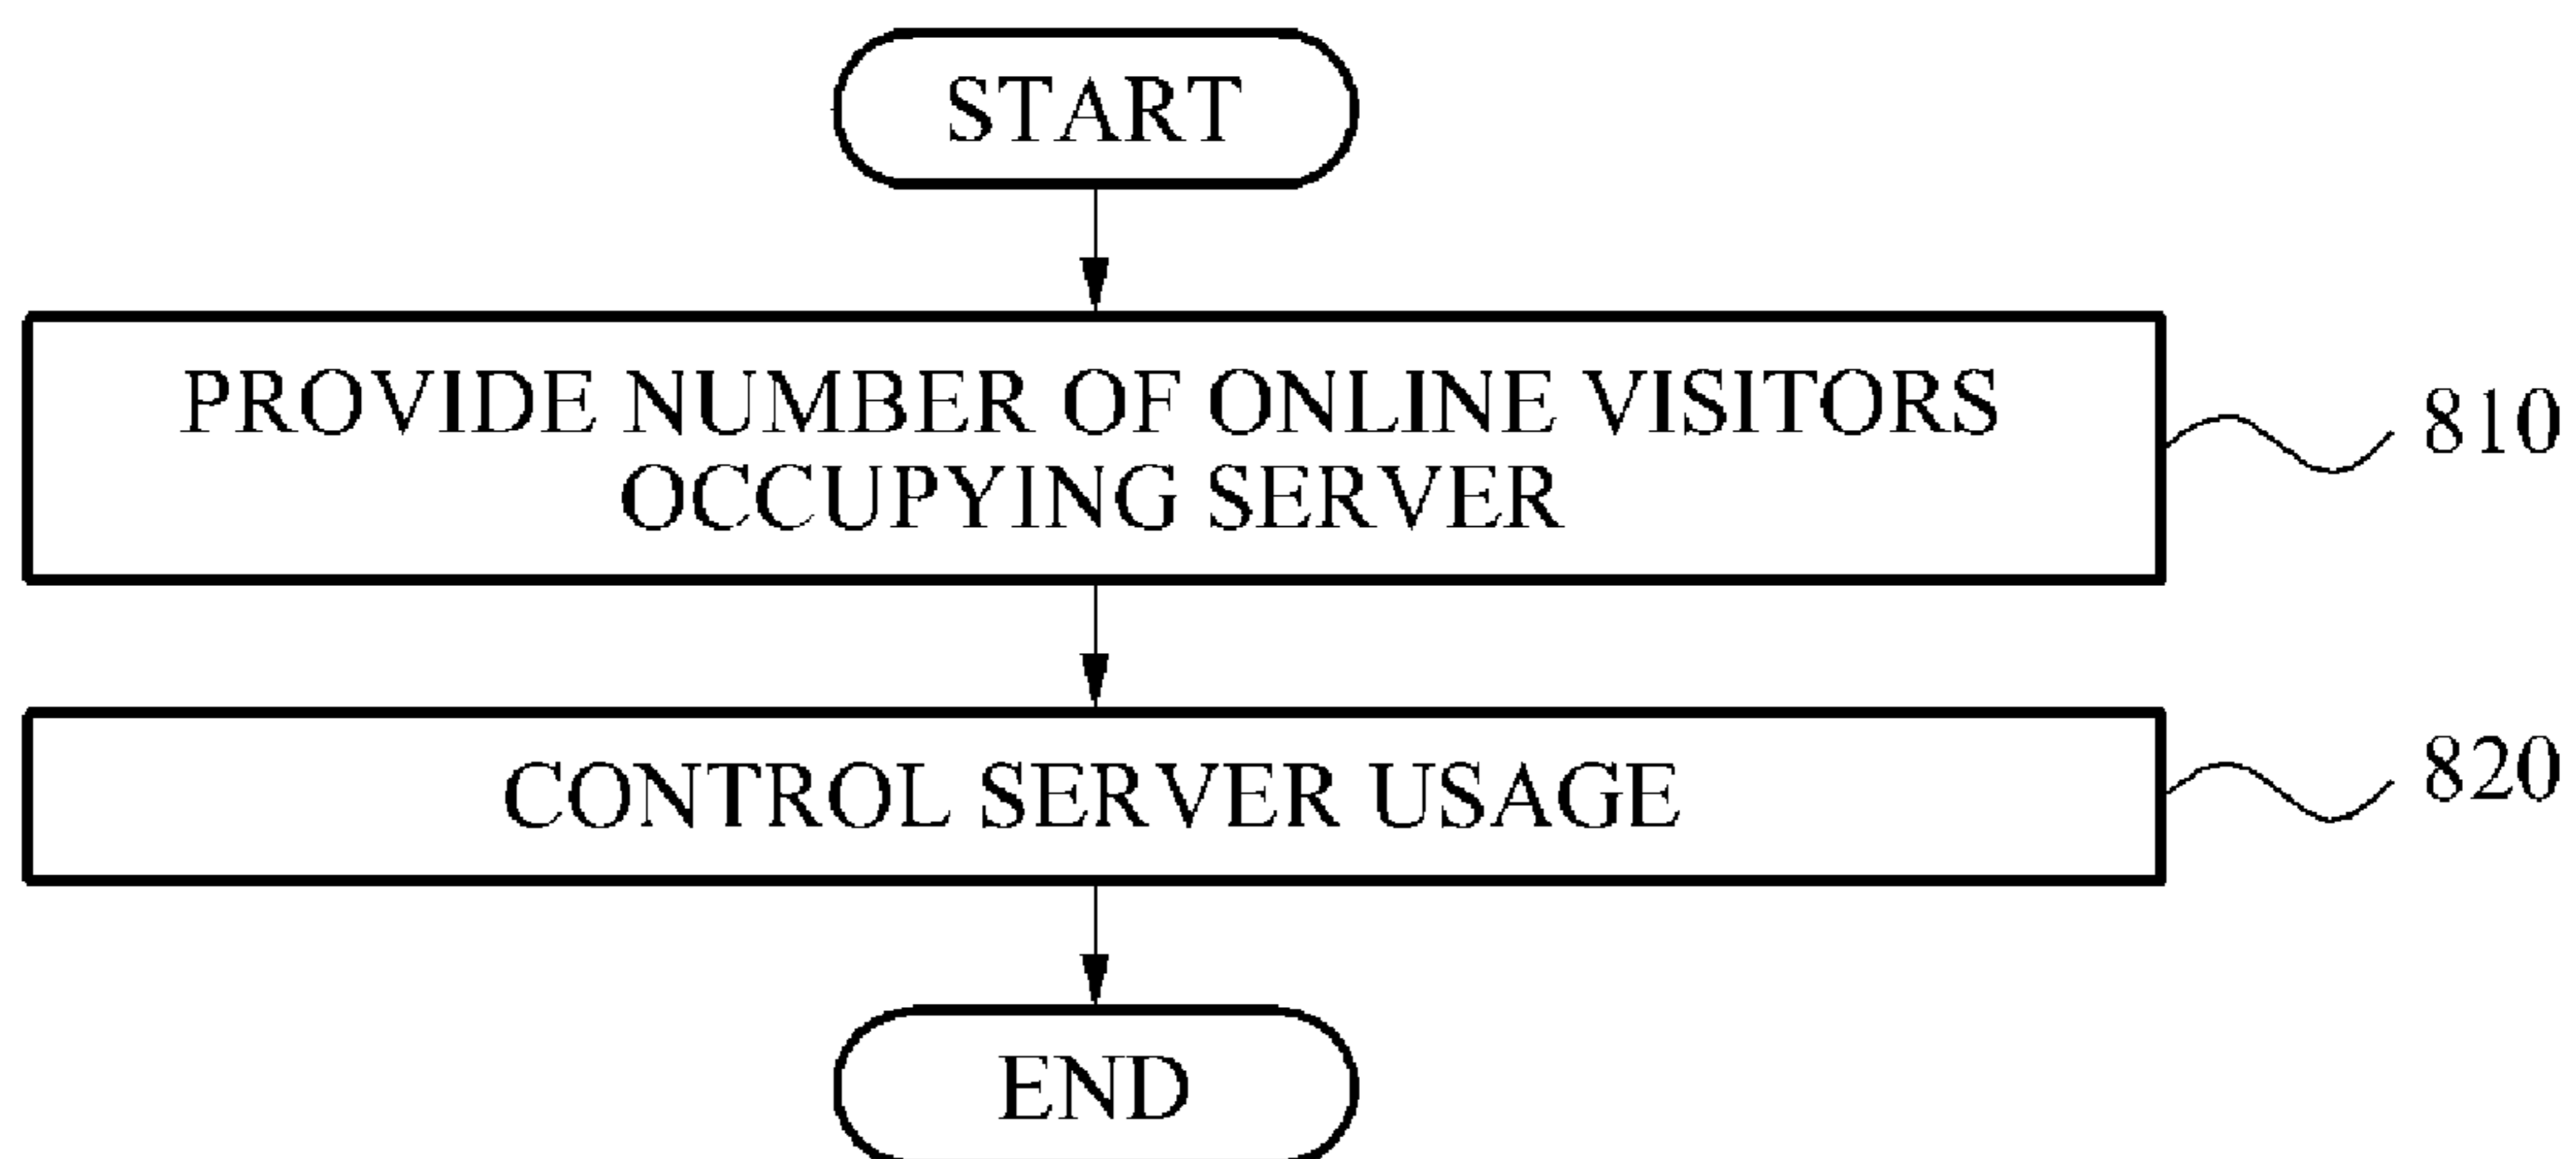 START
PROVIDE NUMBER OF ONLINE VISITORS
OCCUPYING SERVER
810
CONTROL SERVER USAGE
820
END